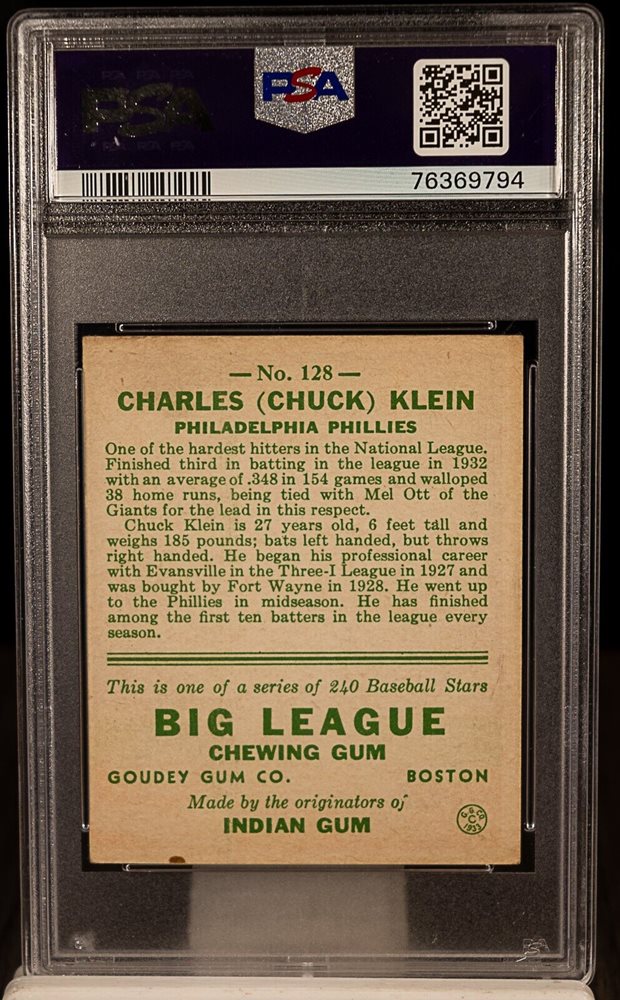 PSA
PSA
76369794
— No. 128 —
CHARLES (CHUCK) KLEIN
PHILADELPHIA PHILLIES
One of the hardest hitters in the National League.
Finished third in batting in the league in 1932
with an average of .348 in 154 games and walloped
38 home runs, being tied with Mel Ott of the
Giants for the lead in this respect.
Chuck Klein is 27 years old, 6 feet tall and
weighs 185 pounds; bats left handed, but throws
right handed. He began his professional career
with Evansville in the Three-I League in 1927 and
was bought by Fort Wayne in 1928. He went up
to the Phillies in midseason. He has finished
among the first ten batters in the league every
season.
This is one of a series of 240 Baseball Stars
BIG LEAGUE
CHEWING GUM
GOUDEY GUM CO. BOSTON
Made by the originators of
INDIAN GUM
G. G. CO.
C
1933
PSA